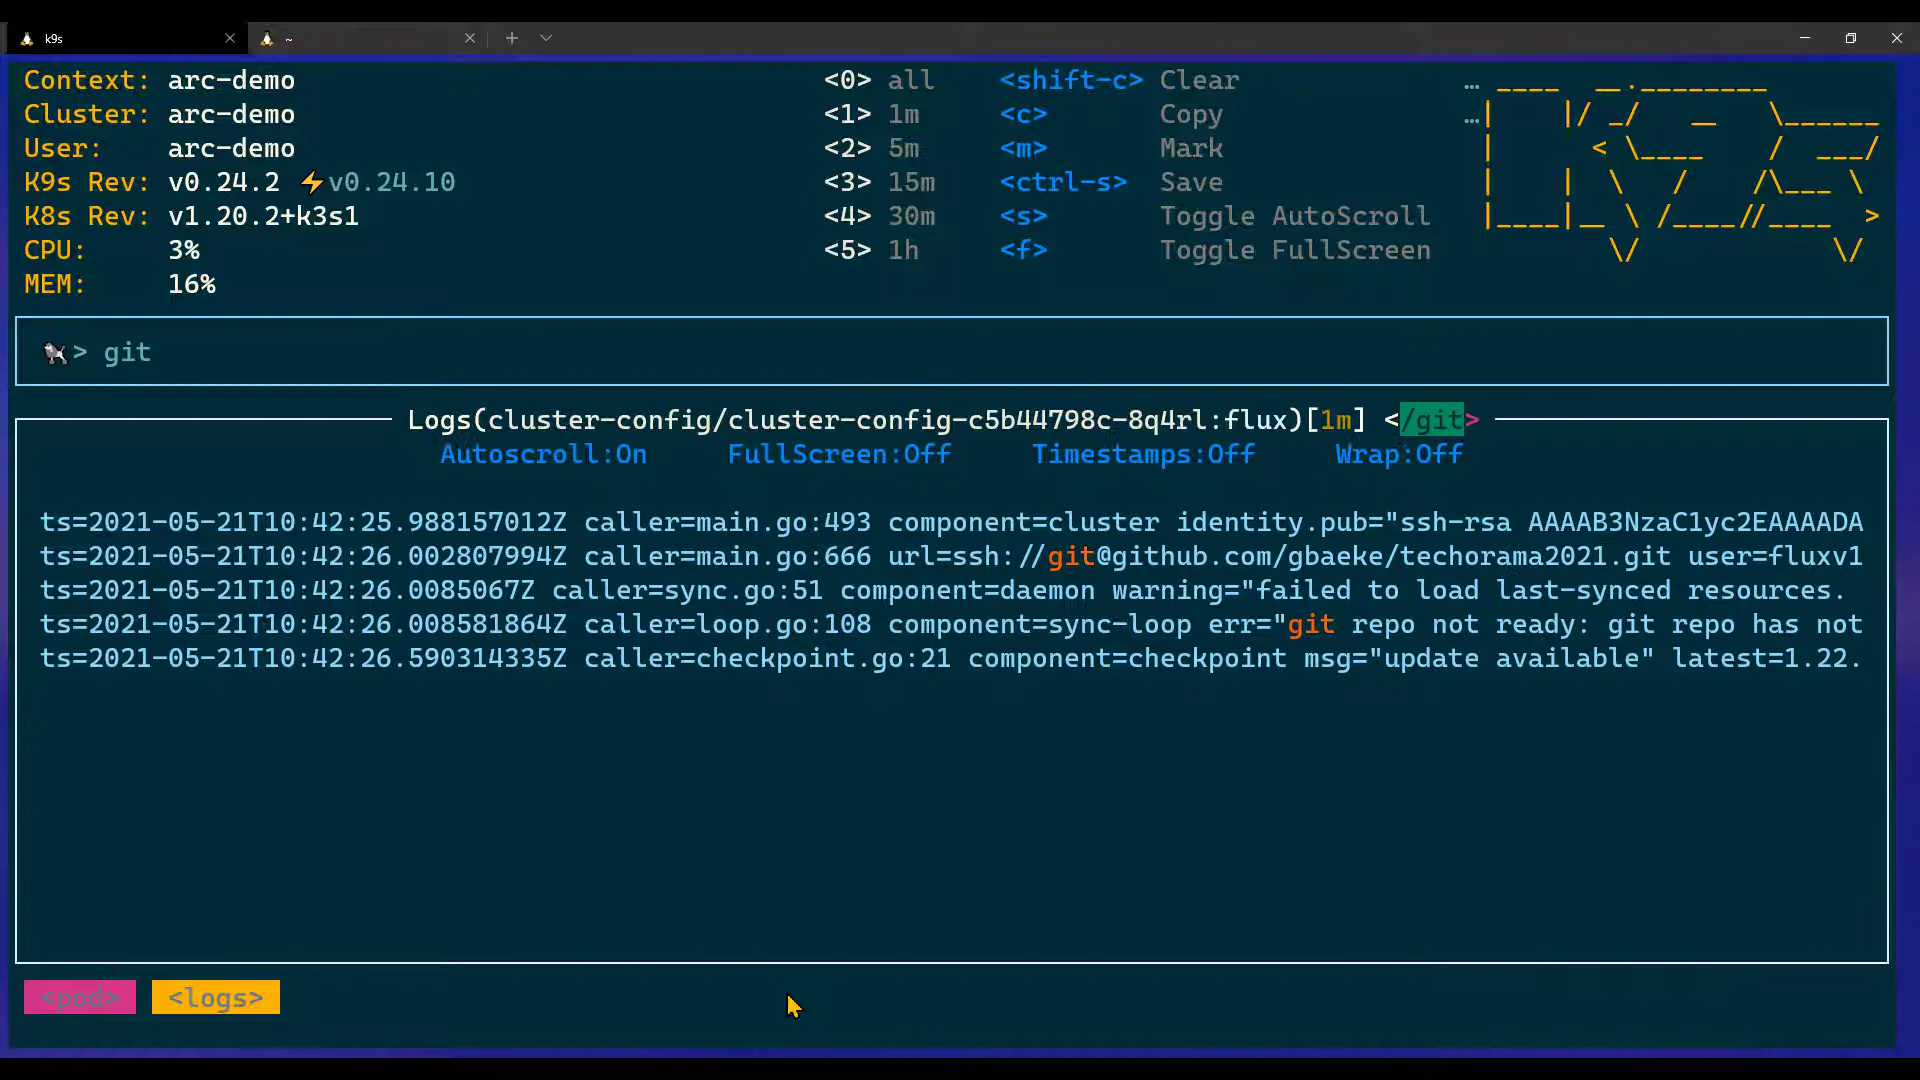 k9s
~
Context: arc-demo <0> all <shift-c> Clear …
Cluster: arc-demo <1> 1m <c> Copy …
User: arc-demo <2> 5m <m> Mark
K9s Rev: v0.24.2 ⚡v0.24.10 <3> 15m <ctrl-s> Save
K8s Rev: v1.20.2+k3s1 <4> 30m <s> Toggle AutoScroll
CPU: 3% <5> 1h <f> Toggle FullScreen
MEM: 16%
🐩> git
Logs(cluster-config/cluster-config-c5b44798c-8q4rl:flux)[1m] </git>
Autoscroll:On FullScreen:Off Timestamps:Off Wrap:Off
ts=2021-05-21T10:42:25.988157012Z caller=main.go:493 component=cluster identity.pub="ssh-rsa AAAAB3NzaC1yc2EAAAADA
ts=2021-05-21T10:42:26.002807994Z caller=main.go:666 url=ssh://git@github.com/gbaeke/techorama2021.git user=fluxv1
ts=2021-05-21T10:42:26.0085067Z caller=sync.go:51 component=daemon warning="failed to load last-synced resources.
ts=2021-05-21T10:42:26.008581864Z caller=loop.go:108 component=sync-loop err="git repo not ready: git repo has not
ts=2021-05-21T10:42:26.590314335Z caller=checkpoint.go:21 component=checkpoint msg="update available" latest=1.22.
<pod> <logs>